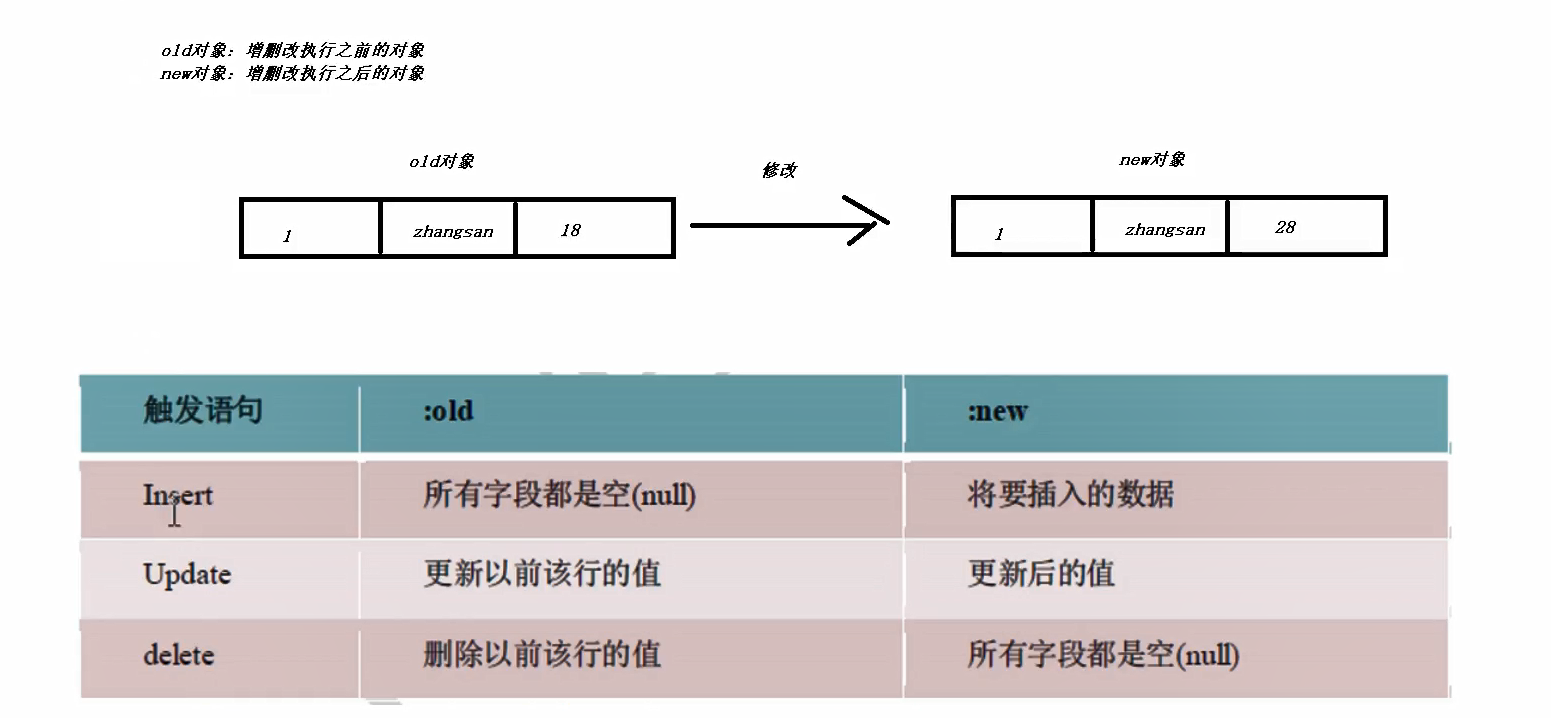 old对象：增删改执行之前的对象
new对象：增删改执行之后的对象
old对象 修改 new对象
1 zhangsan 18 1 zhangsan 28
触发语句 :old :new
Insert 所有字段都是空(null) 将要插入的数据
Update 更新以前该行的值 更新后的值
delete 删除以前该行的值 所有字段都是空(null)